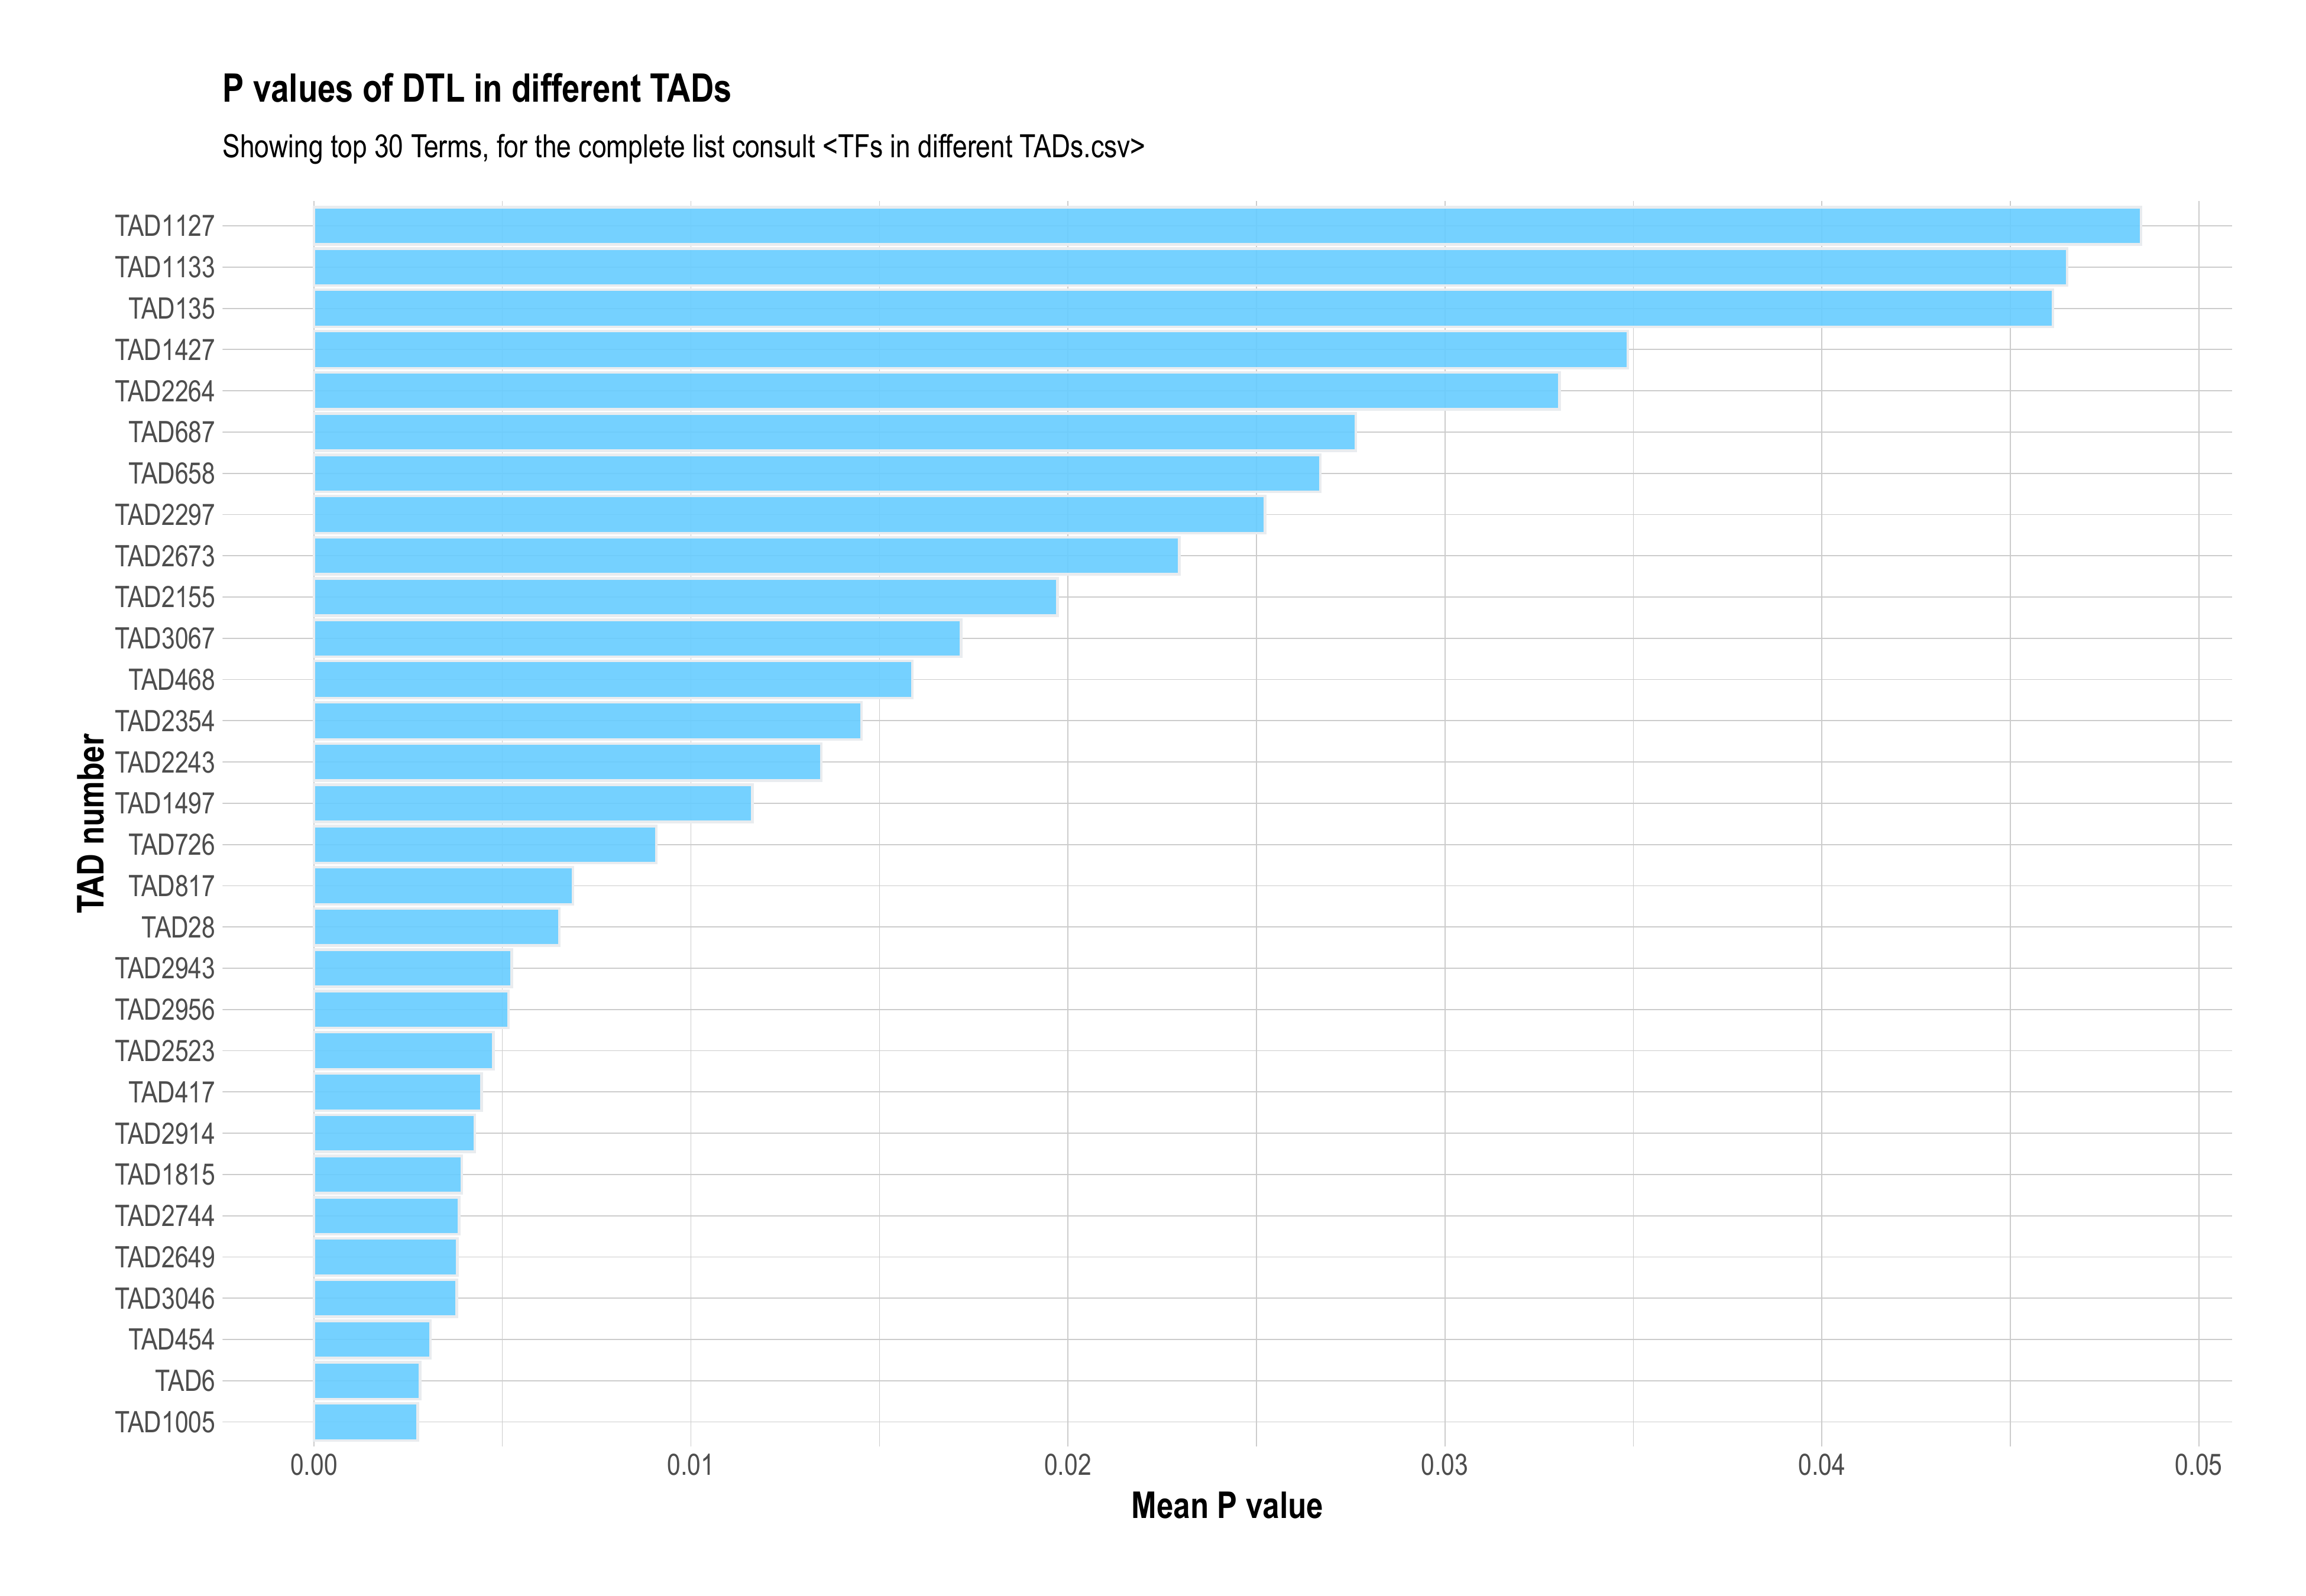 P values of DTL in different TADs
Showing top 30 Terms, for the complete list consult <TFs in different TADs.csv>
TAD number
TAD1127
TAD1133
TAD135
TAD1427
TAD2264
TAD687
TAD658
TAD2297
TAD2673
TAD2155
TAD3067
TAD468
TAD2354
TAD2243
TAD1497
TAD726
TAD817
TAD28
TAD2943
TAD2956
TAD2523
TAD417
TAD2914
TAD1815
TAD2744
TAD2649
TAD3046
TAD454
TAD6
TAD1005
0.00 0.01 0.02 0.03 0.04 0.05
Mean P value